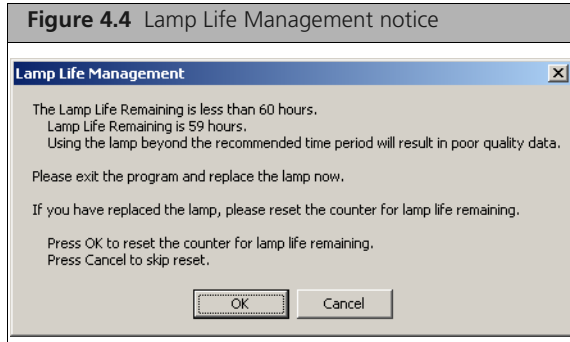 Figure 4.4 Lamp Life Management notice
Lamp Life Management
The Lamp Life Remaining is less than 60 hours.
Lamp Life Remaining is 59 hours.
Using the lamp beyond the recommended time period will result in poor quality data.
Please exit the program and replace the lamp now.
If you have replaced the lamp, please reset the counter for lamp life remaining.
Press OK to reset the counter for lamp life remaining.
Press Cancel to skip reset.
OK Cancel